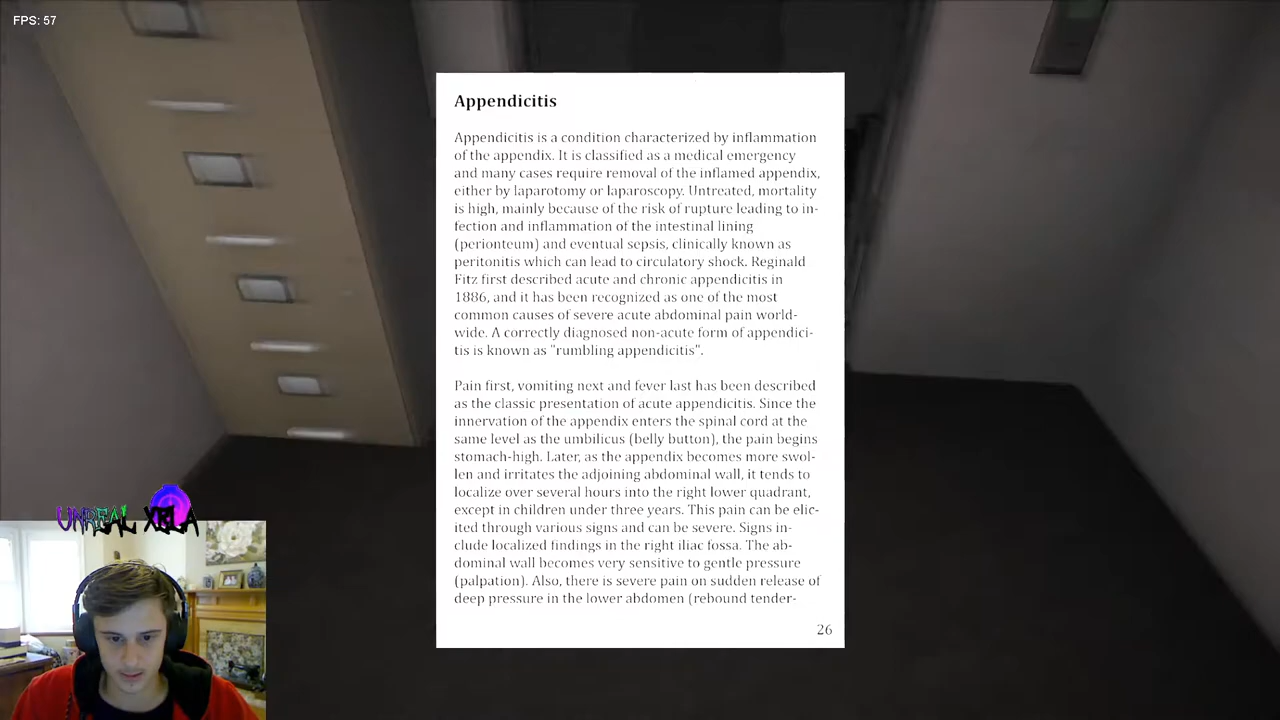 FPS: 57
Appendicitis
Appendicitis is a condition characterized by inflammation
of the appendix. It is classified as a medical emergency
and many cases require removal of the inflamed appendix,
either by laparotomy or laparoscopy. Untreated, mortality
is high, mainly because of the risk of rupture leading to in-
fection and inflammation of the intestinal lining
(perionteum) and eventual sepsis, clinically known as
peritonitis which can lead to circulatory shock. Reginald
Fitz first described acute and chronic appendicitis in
1886, and it has been recognized as one of the most
common causes of severe acute abdominal pain world-
wide. A correctly diagnosed non-acute form of appendici-
tis is known as "rumbling appendicitis".
Pain first, vomiting next and fever last has been described
as the classic presentation of acute appendicitis. Since the
innervation of the appendix enters the spinal cord at the
same level as the umbilicus (belly button), the pain begins
stomach-high. Later, as the appendix becomes more swol-
len and irritates the adjoining abdominal wall, it tends to
localize over several hours into the right lower quadrant,
except in children under three years. This pain can be elic-
ited through various signs and can be severe. Signs in-
clude localized findings in the right iliac fossa. The ab-
dominal wall becomes very sensitive to gentle pressure
(palpation). Also, there is severe pain on sudden release of
deep pressure in the lower abdomen (rebound tender-
26
UNREAL XELA